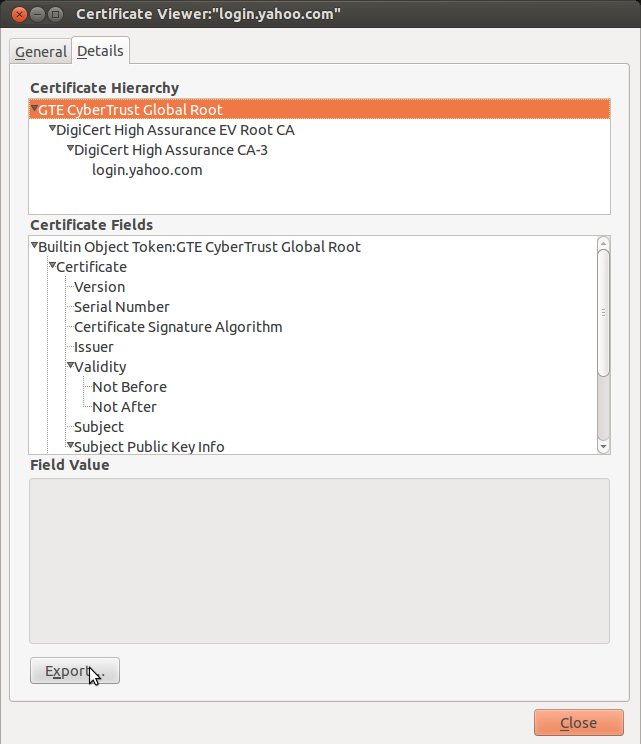 Certificate Viewer:"login.yahoo.com"
General Details
Certificate Hierarchy
GTE CyberTrust Global Root
DigiCert High Assurance EV Root CA
DigiCert High Assurance CA-3
login.yahoo.com
Certificate Fields
Builtin Object Token:GTE CyberTrust Global Root
Certificate
Version
Serial Number
Certificate Signature Algorithm
Issuer
Validity
Not Before
Not After
Subject
Subject Public Key Info
Field Value
Export...
Close